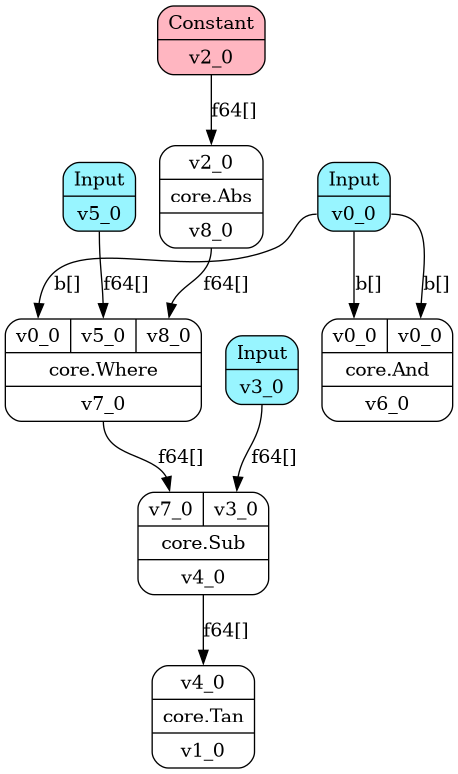 Constant
v2_0
f64[]
v2_0
core.Abs
v8_0
Input
v5_0
Input
v0_0
b[]
f64[]
f64[]
b[]
b[]
v0_0 v5_0 v8_0
core.Where
v7_0
Input
v3_0
v0_0 v0_0
core.And
v6_0
f64[]
f64[]
v7_0 v3_0
core.Sub
v4_0
f64[]
v4_0
core.Tan
v1_0